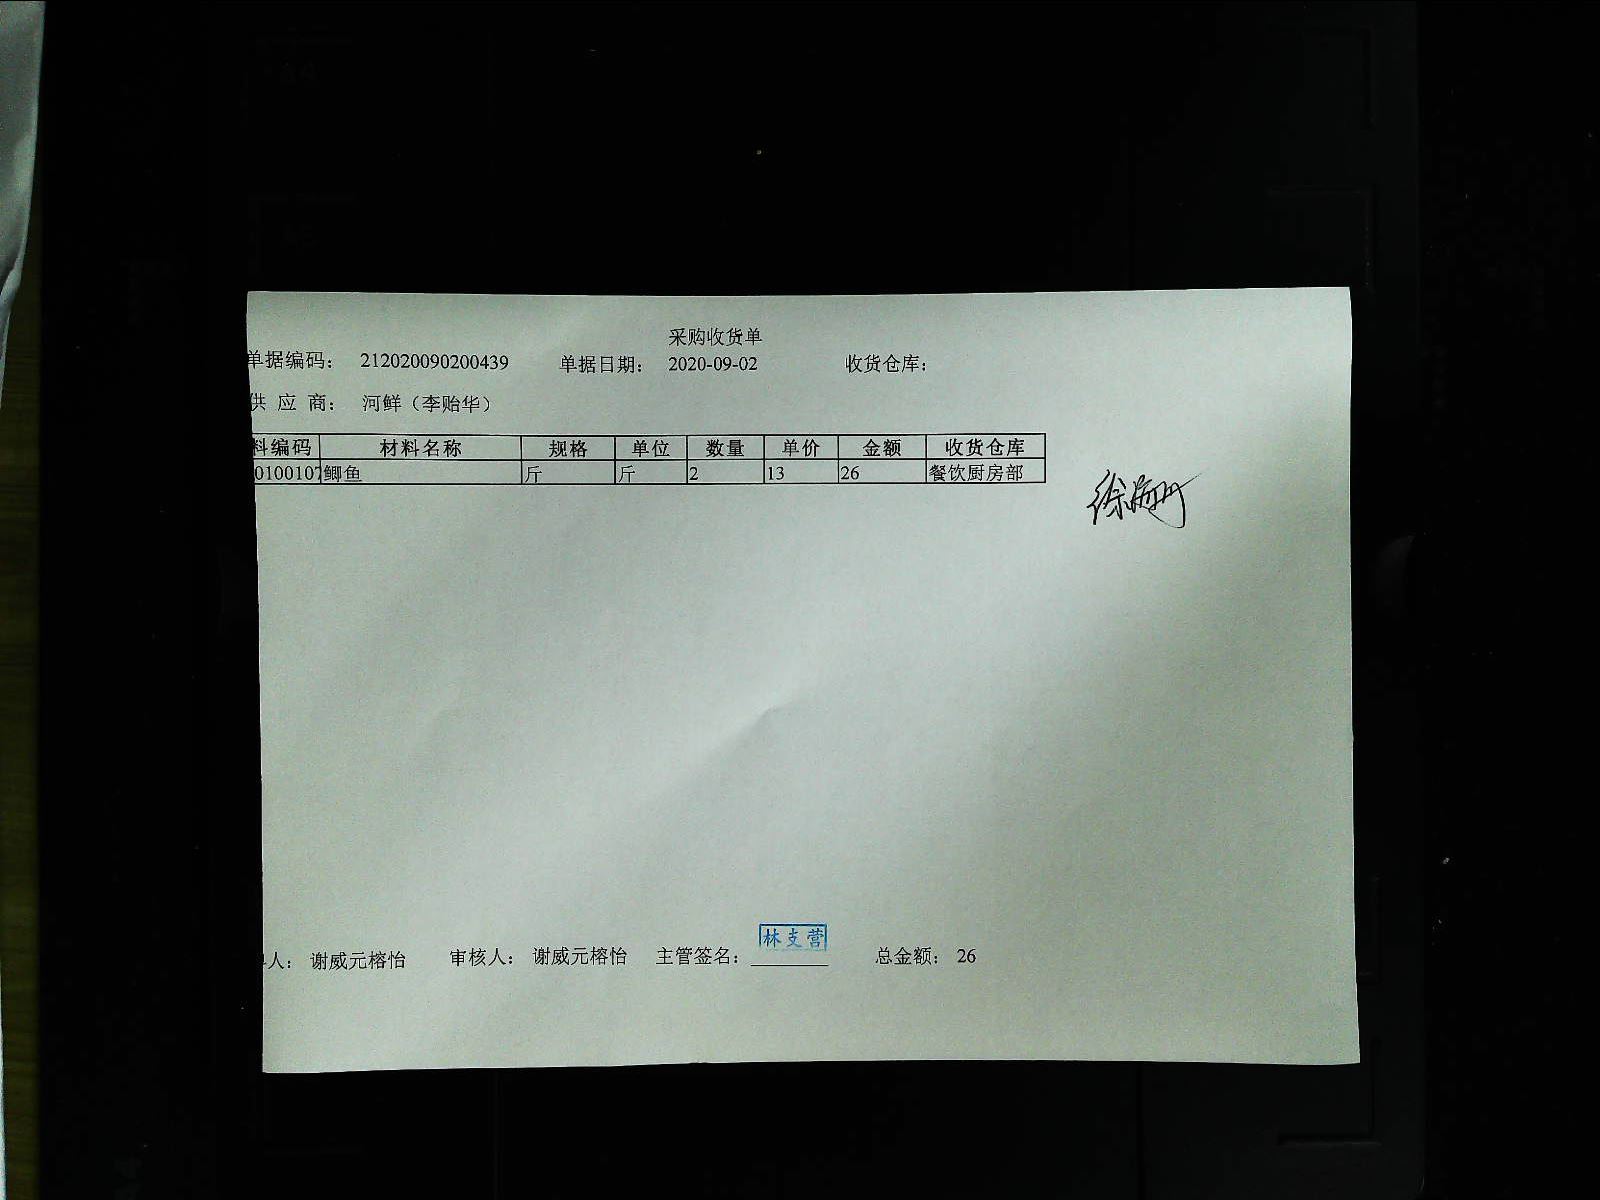 采购收货单
单据编码： 212020090200439 单据日期： 2020-09-02 收货仓库：
供 应 商： 河鲜（李贻华）
料编码 材料名称 规格 单位 数量 单价 金额 收货仓库
0100107 鲫鱼 斤 斤 2 13 26 餐饮厨房部
人： 谢威元榕怡 审核人： 谢威元榕怡 主管签名： 林支营 总金额： 26